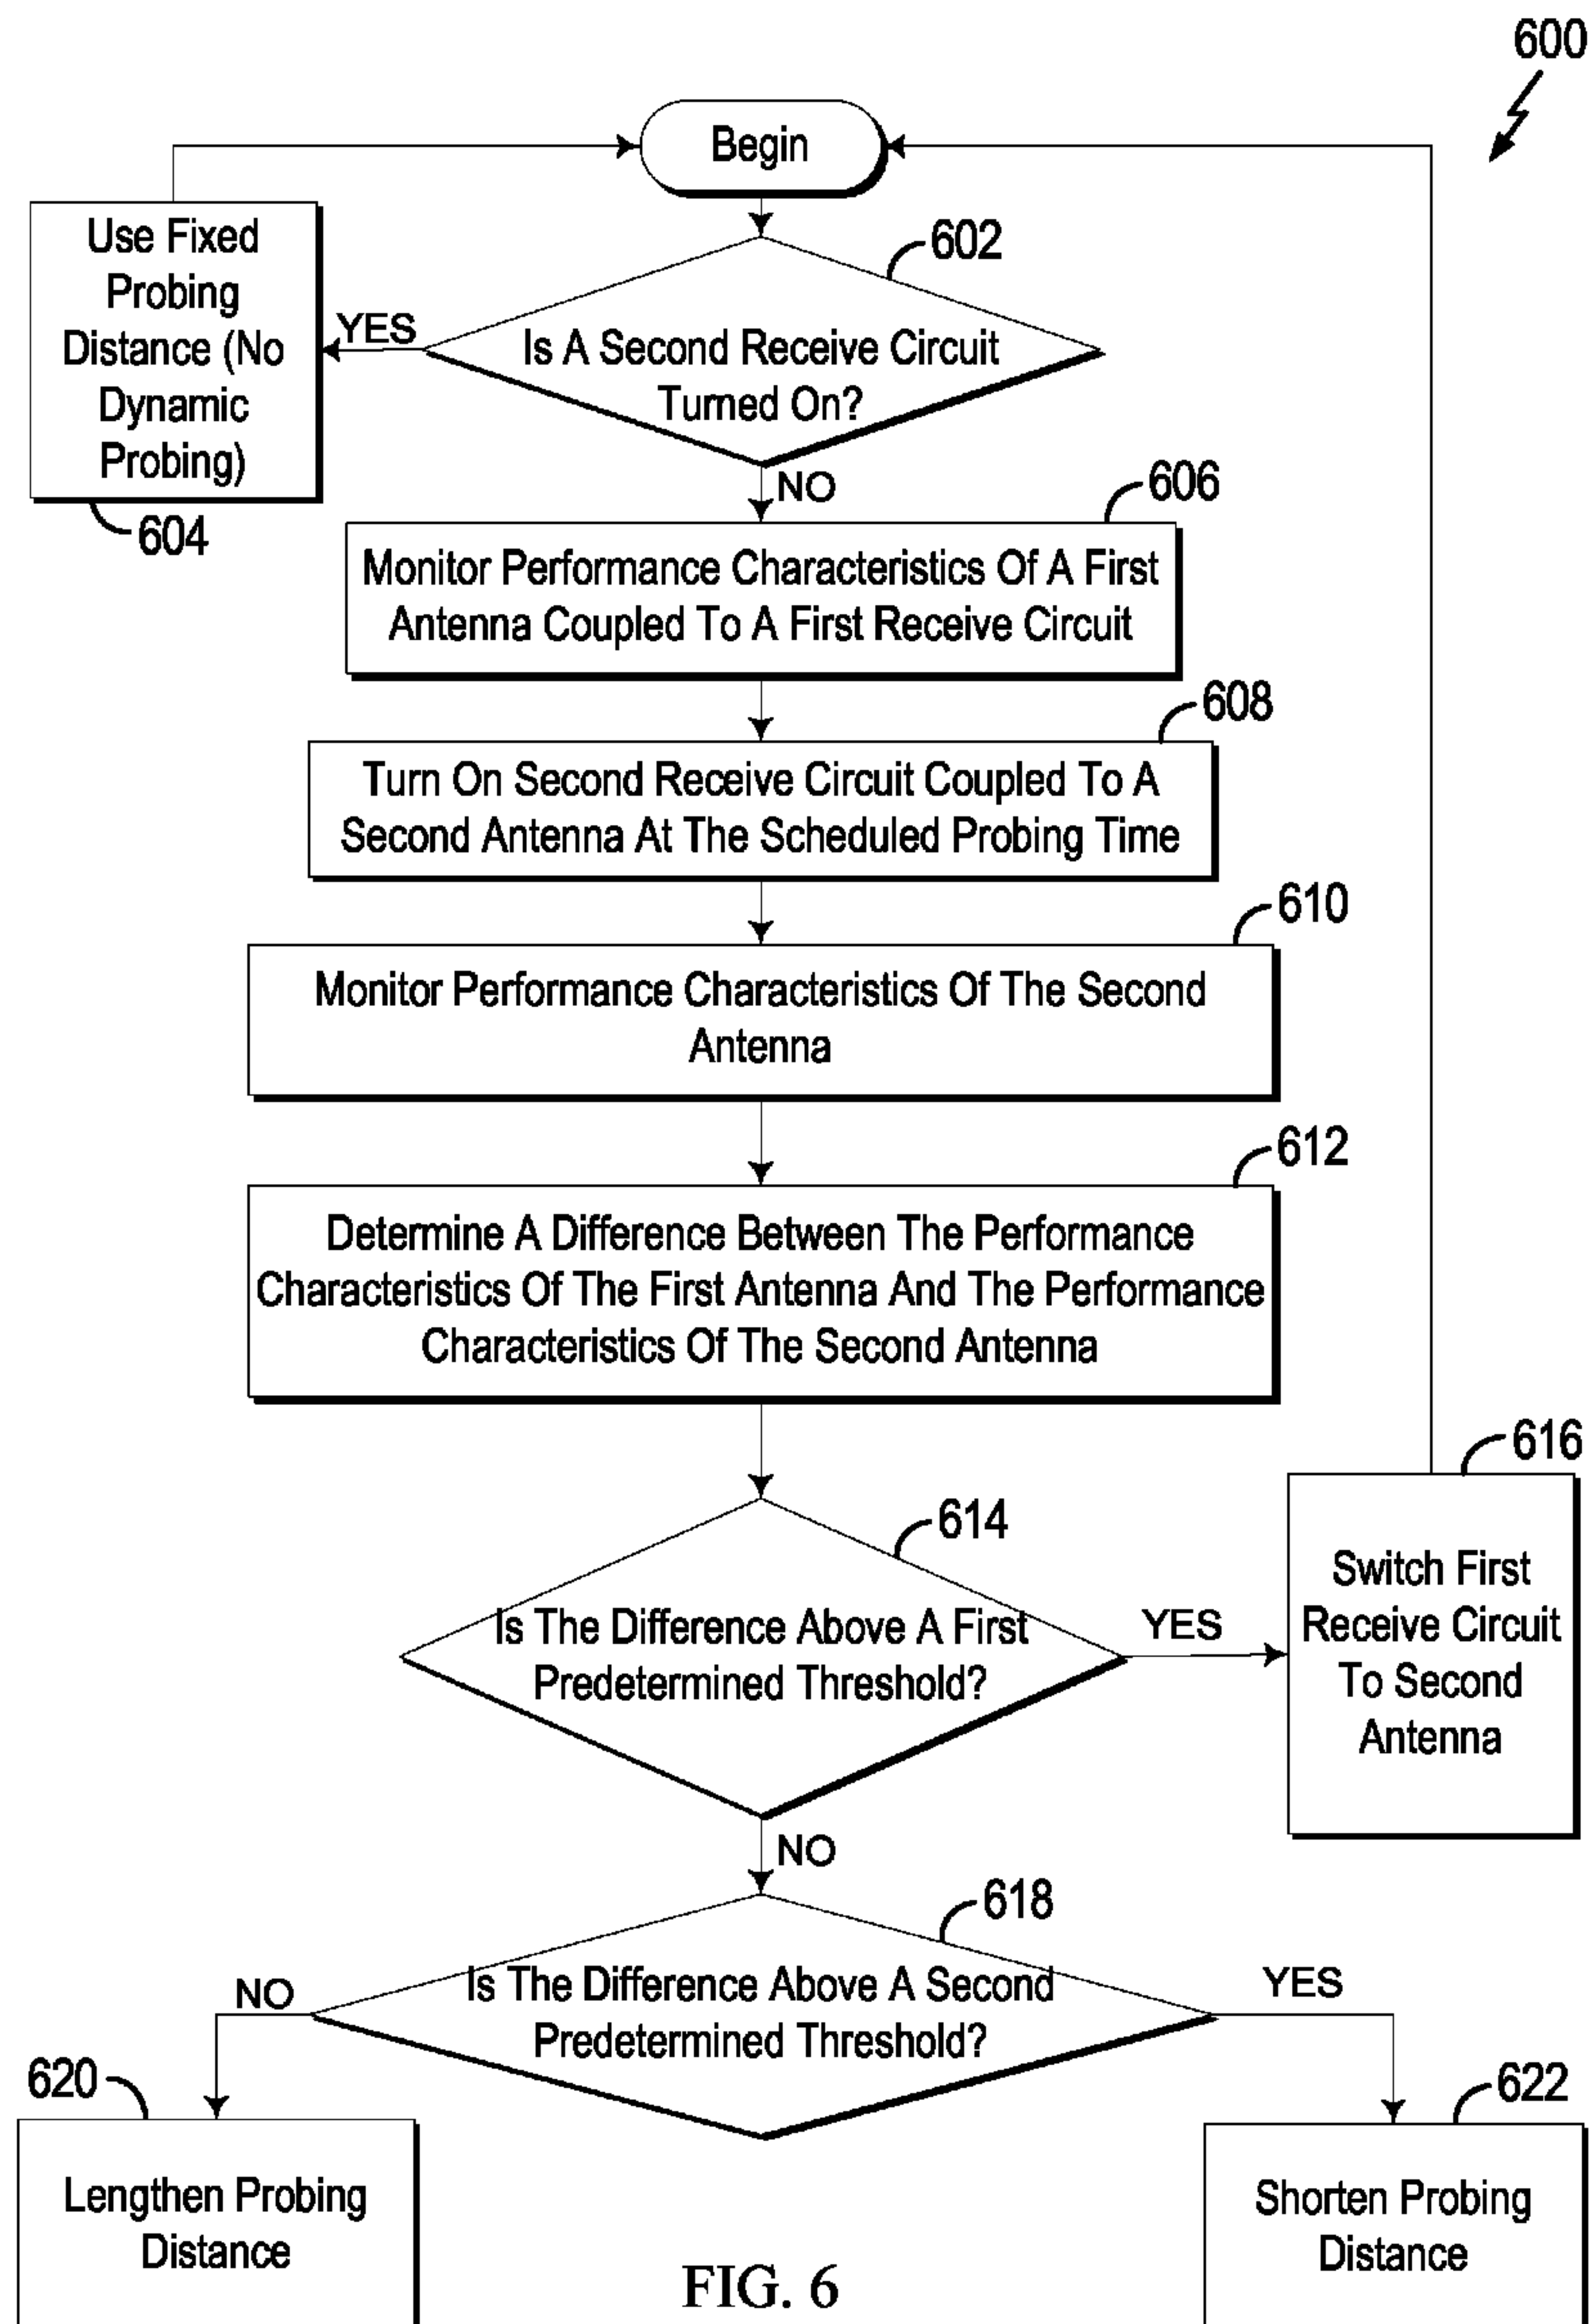 600
Begin
602
Use Fixed
Probing
Distance (No
Dynamic
Probing)
604
YES
Is A Second Receive Circuit
Turned On?
NO
606
Monitor Performance Characteristics Of A First
Antenna Coupled To A First Receive Circuit
608
Turn On Second Receive Circuit Coupled To A
Second Antenna At The Scheduled Probing Time
610
Monitor Performance Characteristics Of The Second
Antenna
612
Determine A Difference Between The Performance
Characteristics Of The First Antenna And The Performance
Characteristics Of The Second Antenna
614
Is The Difference Above A First
Predetermined Threshold?
YES
616
Switch First
Receive Circuit
To Second
Antenna
NO
618
Is The Difference Above A Second
Predetermined Threshold?
NO
YES
620
Lengthen Probing
Distance
622
Shorten Probing
Distance
FIG. 6